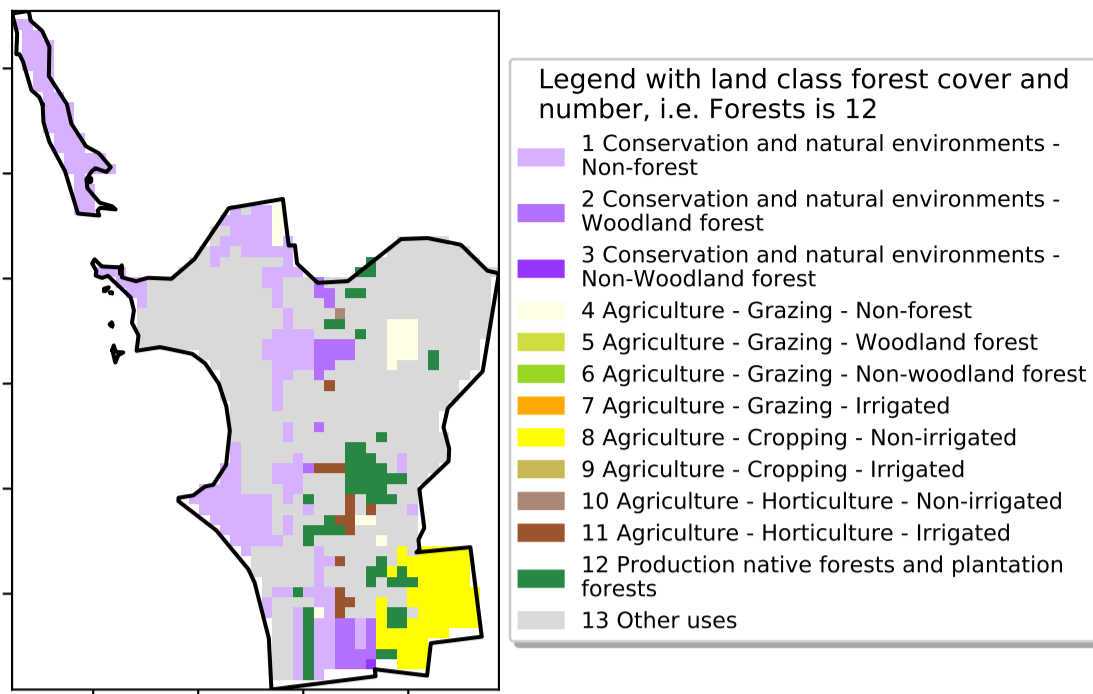 Legend with land class forest cover and
number, i.e. Forests is 12
1 Conservation and natural environments -
Non-forest
2 Conservation and natural environments -
Woodland forest
3 Conservation and natural environments -
Non-Woodland forest
4 Agriculture - Grazing - Non-forest
5 Agriculture - Grazing - Woodland forest
6 Agriculture - Grazing - Non-woodland forest
7 Agriculture - Grazing - Irrigated
8 Agriculture - Cropping - Non-irrigated
9 Agriculture - Cropping - Irrigated
10 Agriculture - Horticulture - Non-irrigated
11 Agriculture - Horticulture - Irrigated
12 Production native forests and plantation
forests
13 Other uses